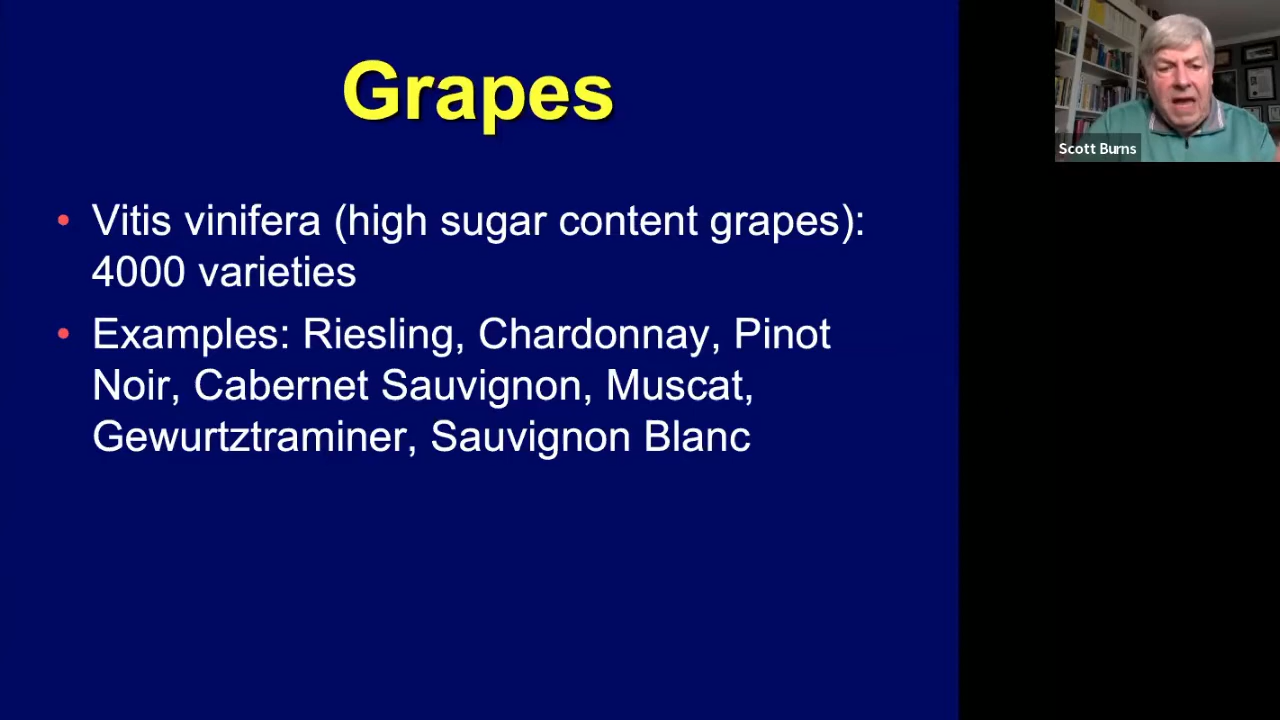 Grapes
• Vitis vinifera (high sugar content grapes):
4000 varieties
• Examples: Riesling, Chardonnay, Pinot
Noir, Cabernet Sauvignon, Muscat,
Gewurtztraminer, Sauvignon Blanc
Scott Burns